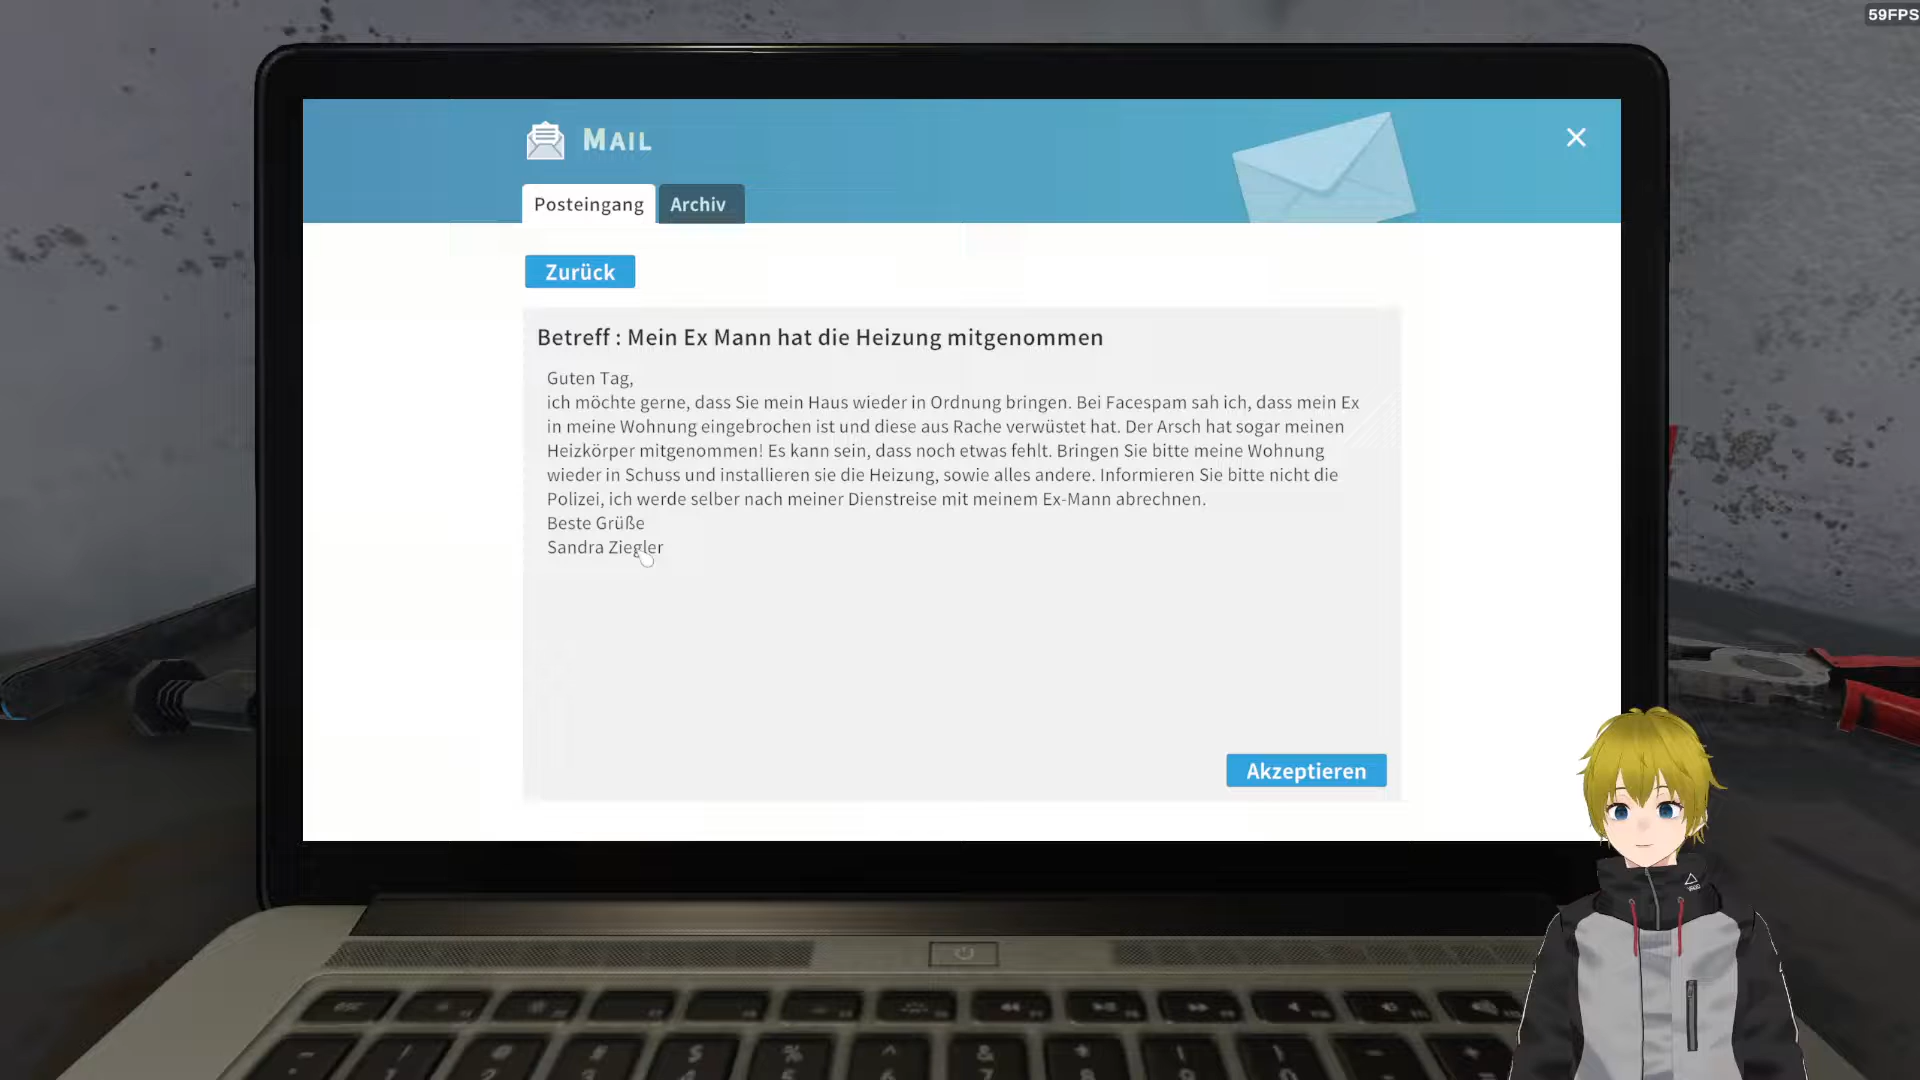 59FPS
MAIL
Posteingang
Archiv
Zurück
Betreff : Mein Ex Mann hat die Heizung mitgenommen
Guten Tag,
ich möchte gerne, dass Sie mein Haus wieder in Ordnung bringen. Bei Facespam sah ich, dass mein Ex
in meine Wohnung eingebrochen ist und diese aus Rache verwüstet hat. Der Arsch hat sogar meinen
Heizkörper mitgenommen! Es kann sein, dass noch etwas fehlt. Bringen Sie bitte meine Wohnung
wieder in Schuss und installieren sie die Heizung, sowie alles andere. Informieren Sie bitte nicht die
Polizei, ich werde selber nach meiner Dienstreise mit meinem Ex-Mann abrechnen.
Beste Grüße
Sandra Ziegler
Akzeptieren